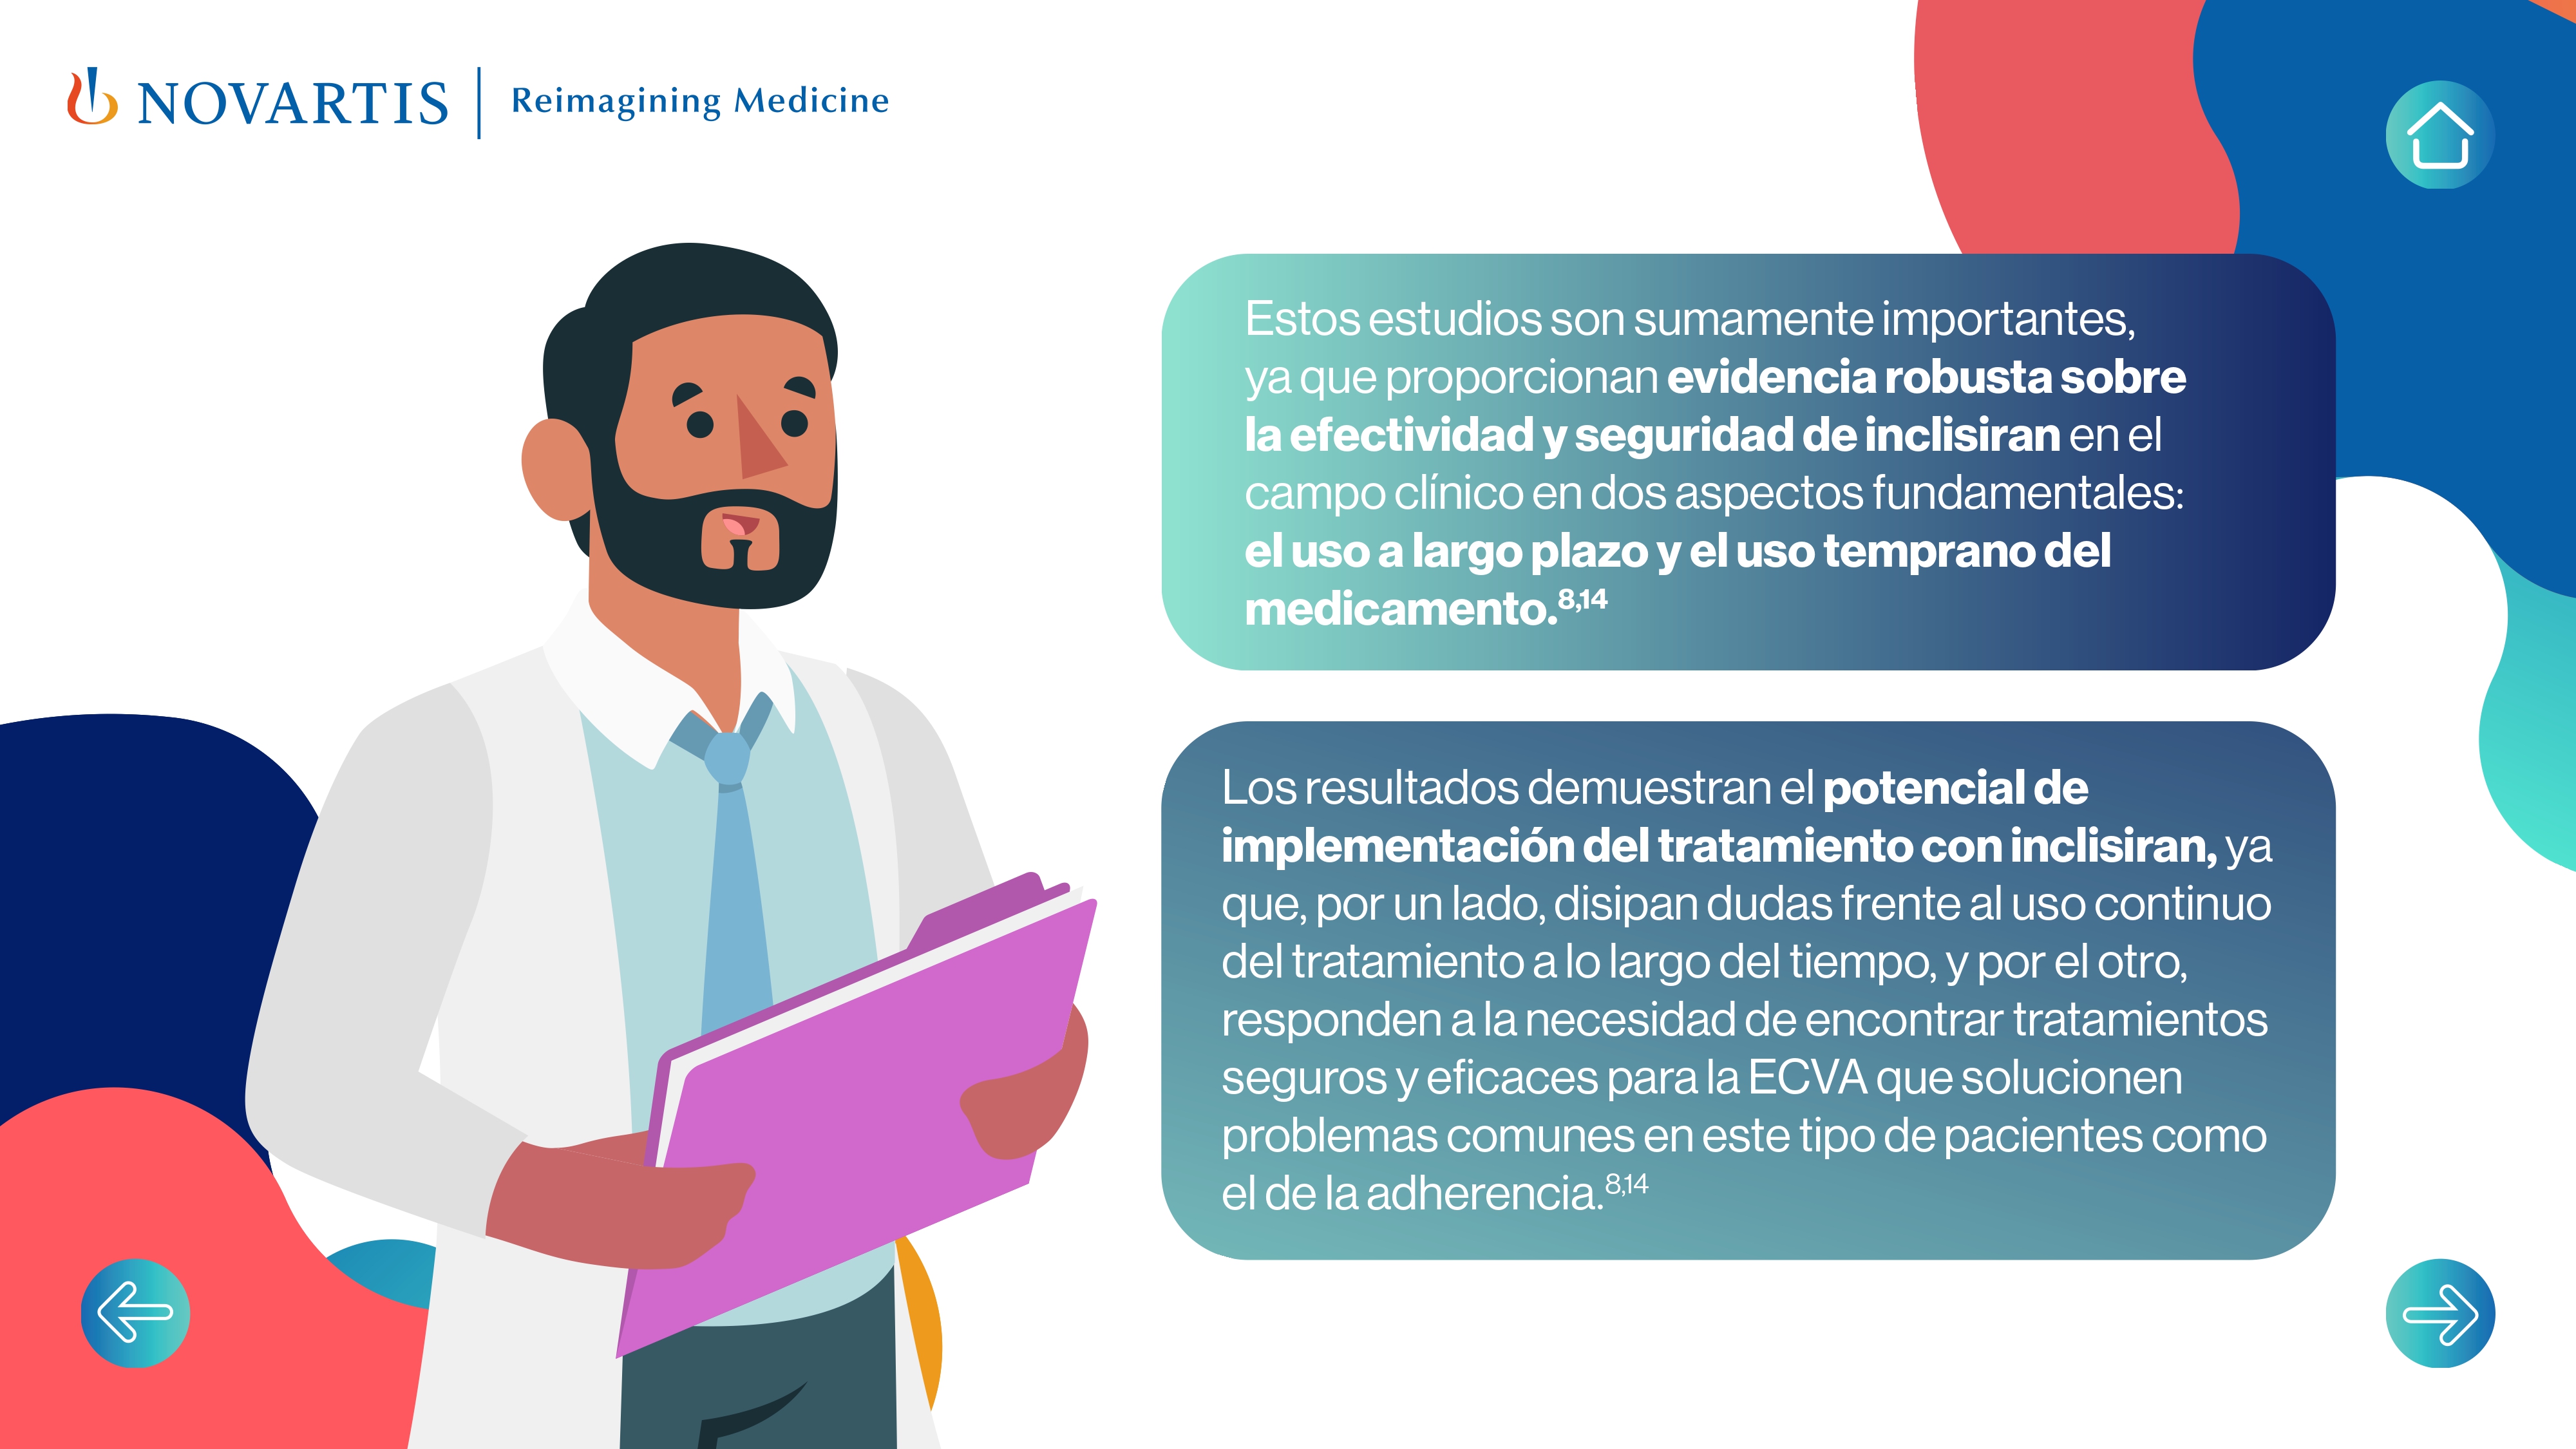 NOVARTIS | Reimagining Medicine
Estos estudios son sumamente importantes,
ya que proporcionan evidencia robusta sobre
la efectividad y seguridad de inclisiran en el
campo clínico en dos aspectos fundamentales:
el uso a largo plazo y el uso temprano del
medicamento.8,14
Los resultados demuestran el potencial de
implementación del tratamiento con inclisiran, ya
que, por un lado, disipan dudas frente al uso continuo
del tratamiento a lo largo del tiempo, y por el otro,
responden a la necesidad de encontrar tratamientos
seguros y eficaces para la ECVA que solucionen
problemas comunes en este tipo de pacientes como
el de la adherencia.8,14